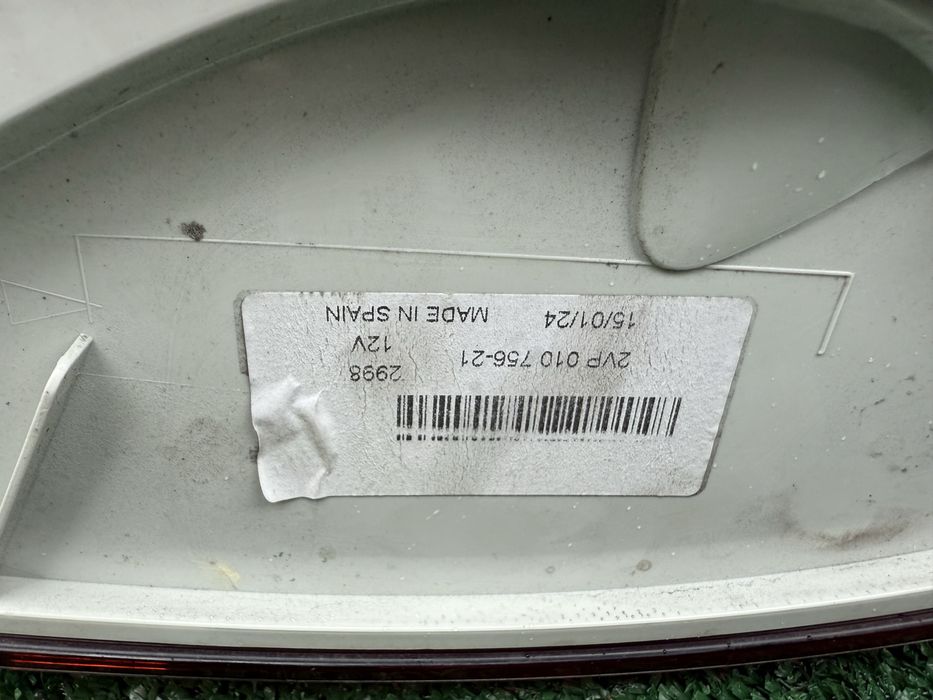 2998
2VP 010 756-21
12V
15/01/24
MADE IN SPAIN